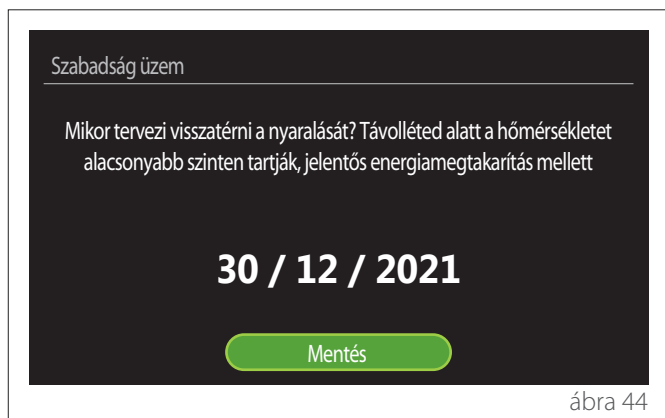 Szabadság üzem
Mikor tervezi visszatérni a nyaralását? Távolléted alatt a hőmérsékletet
alacsonyabb szinten tartják, jelentős energiamegtakarítás mellett
30 / 12 / 2021
Mentés
ábra 44